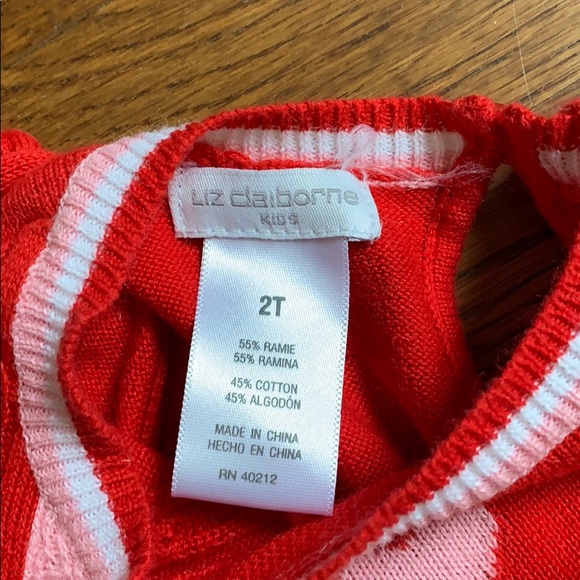 Liz claiborne
KIDS
2T
55% RAMIE
55% RAMINA
45% COTTON
45% ALGODÓN
MADE IN CHINA
HECHO EN CHINA
RN 40212